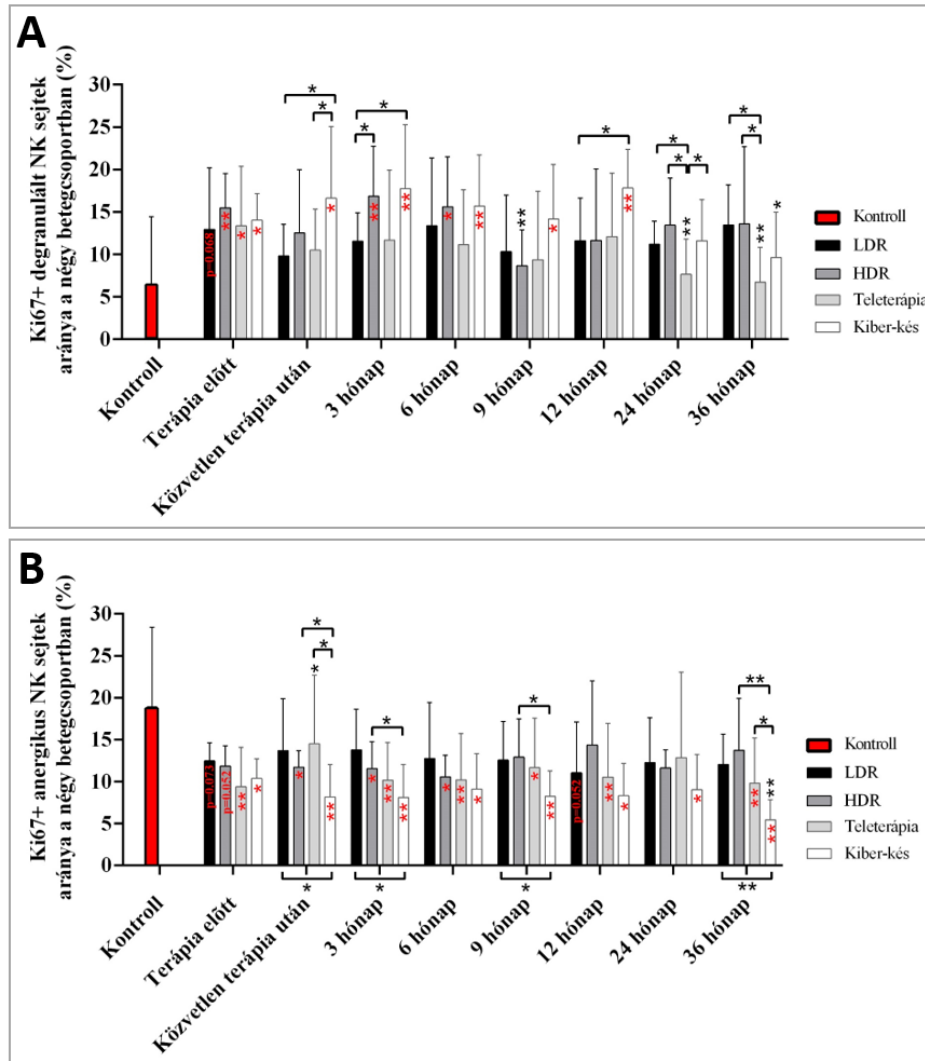 A
Ki67+ degranulált NK sejtek
aránya a négy betegcsoportban (%)
30
25
20
15
10
5
0
* * * * * * * * * * *
p=0.068
** * * * ** ** * ** ** * ** ** ** *
Kontroll
Terápia előtt
Közvetlen terápia után
3 hónap
6 hónap
9 hónap
12 hónap
24 hónap
36 hónap
Kontroll
LDR
HDR
Teleterápia
Kiber-kés
B
Ki67+ anergikus NK sejtek
aránya a négy betegcsoportban (%)
30
25
20
15
10
5
0
* * * * * ** *
p=0.073
p=0.052
** * * ** * ** ** * ** * * ** p=0.052 ** * * ** ** **
* * * **
Kontroll
Terápia előtt
Közvetlen terápia után
3 hónap
6 hónap
9 hónap
12 hónap
24 hónap
36 hónap
Kontroll
LDR
HDR
Teleterápia
Kiber-kés